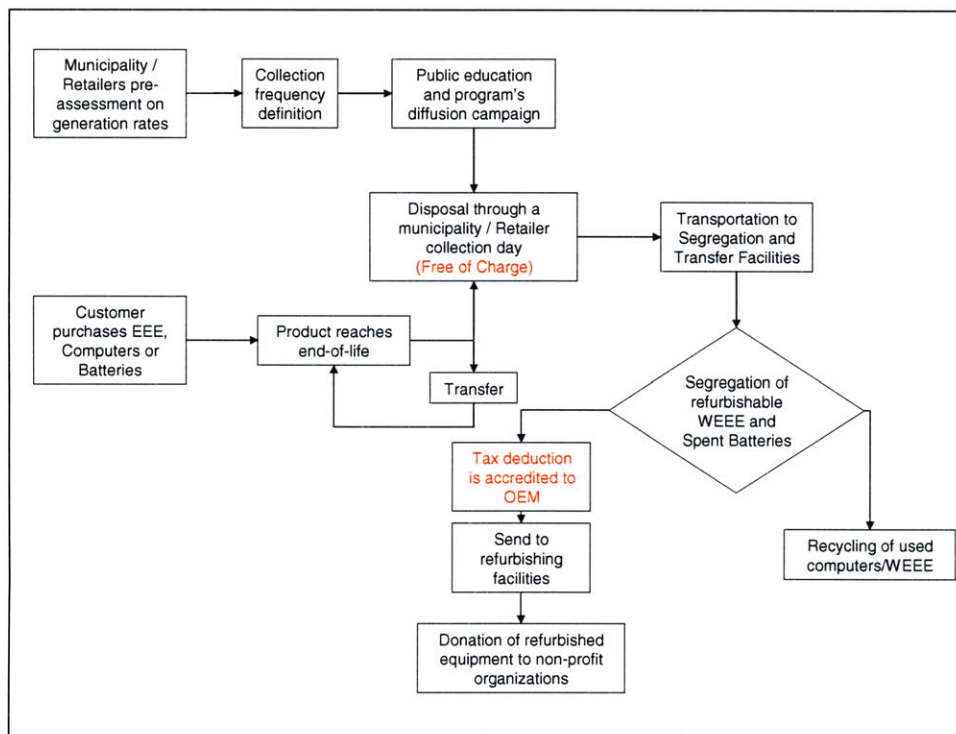 Municipality /
Retailers pre-
assessment on
generation rates
Collection
frequency
definition
Public education
and program's
diffusion campaign
Disposal through a
municipality / Retailer
collection day
(Free of Charge)
Transportation to
Segregation and
Transfer Facilities
Customer
purchases EEE,
Computers or
Batteries
Product reaches
end-of-life
Transfer
Segregation of
refurbishable
WEEE and
Spent Batteries
Tax deduction
is accredited to
OEM
Send to
refurbishing
facilities
Recycling of used
computers/WEEE
Donation of refurbished
equipment to non-profit
organizations